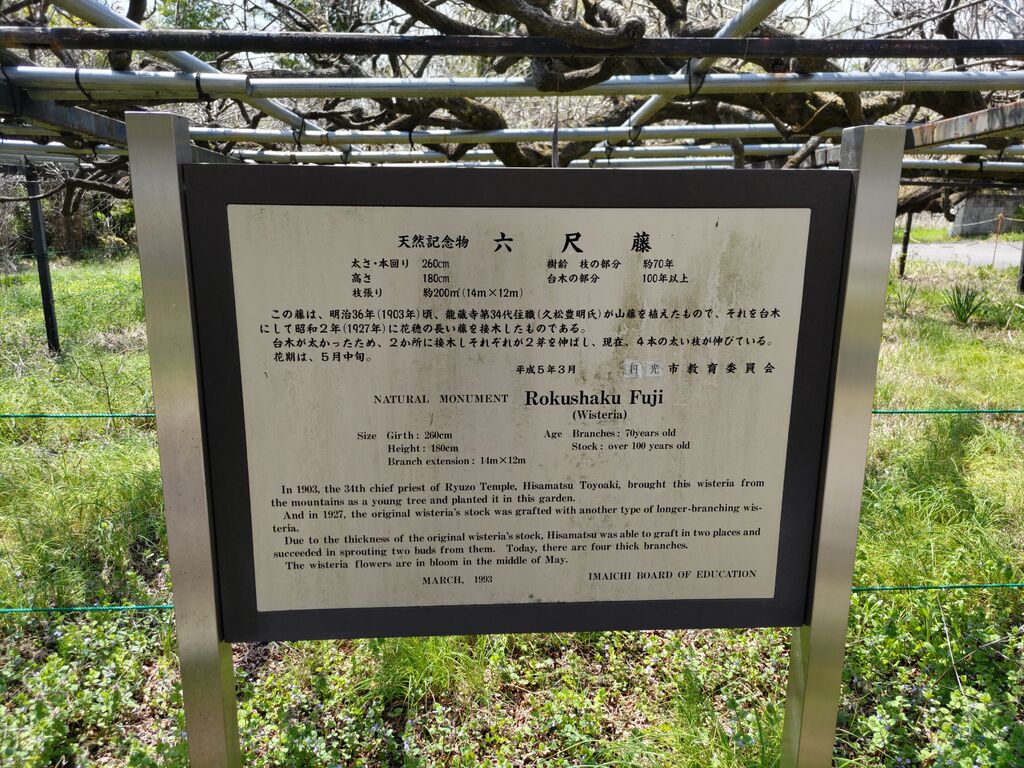 天然記念物 六尺藤
太さ・本回り 260cm 樹齢 枝の部分 約70年
高さ 180cm 台木の部分 100年以上
枝張り 約200㎡(14m×12m)
この藤は、明治36年(1903年)頃、龍蔵寺第34代住職(久松豊明氏)が山藤を植えたもので、それを台木
にして昭和2年(1927年)に花穂の長い藤を接木したものである。
台木が太かったため、2か所に接木しそれぞれが2芽を伸ばし、現在、4本の太い枝が伸びている。
花期は、5月中旬。
平成5年3月 日光市教育委員会
NATURAL MONUMENT Rokushaku Fuji
(Wisteria)
Size Girth: 260cm Age Branches: 70years old
Height: 180cm Stock: over 100 years old
Branch extension: 14m×12m
In 1903, the 34th chief priest of Ryuzo Temple, Hisamatsu Toyoaki, brought this wisteria from
the mountains as a young tree and planted it in this garden.
And in 1927, the original wisteria's stock was grafted with another type of longer-branching wis-
teria.
Due to the thickness of the original wisteria's stock, Hisamatsu was able to graft in two places and
succeeded in sprouting two buds from them. Today, there are four thick branches.
The wisteria flowers are in bloom in the middle of May.
MARCH, 1993 IMAICHI BOARD OF EDUCATION